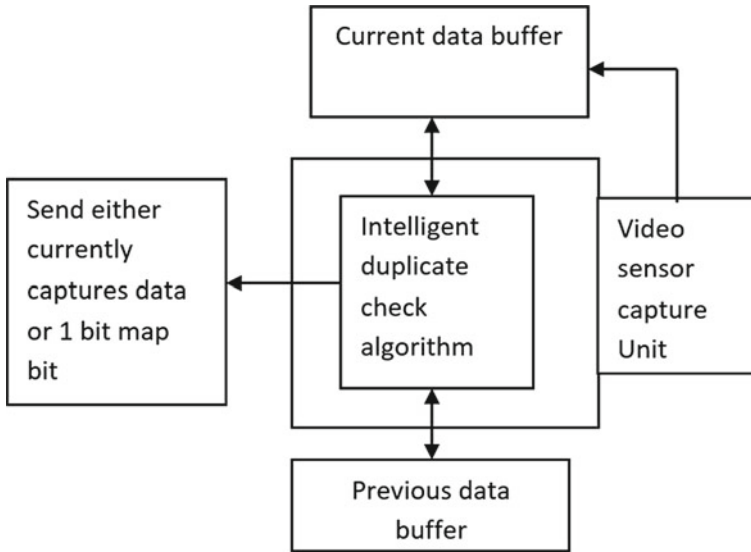 Current data buffer
Send either
currently
captures data
or 1 bit map
bit
Intelligent
duplicate
check
algorithm
Video
sensor
capture
Unit
Previous data
buffer